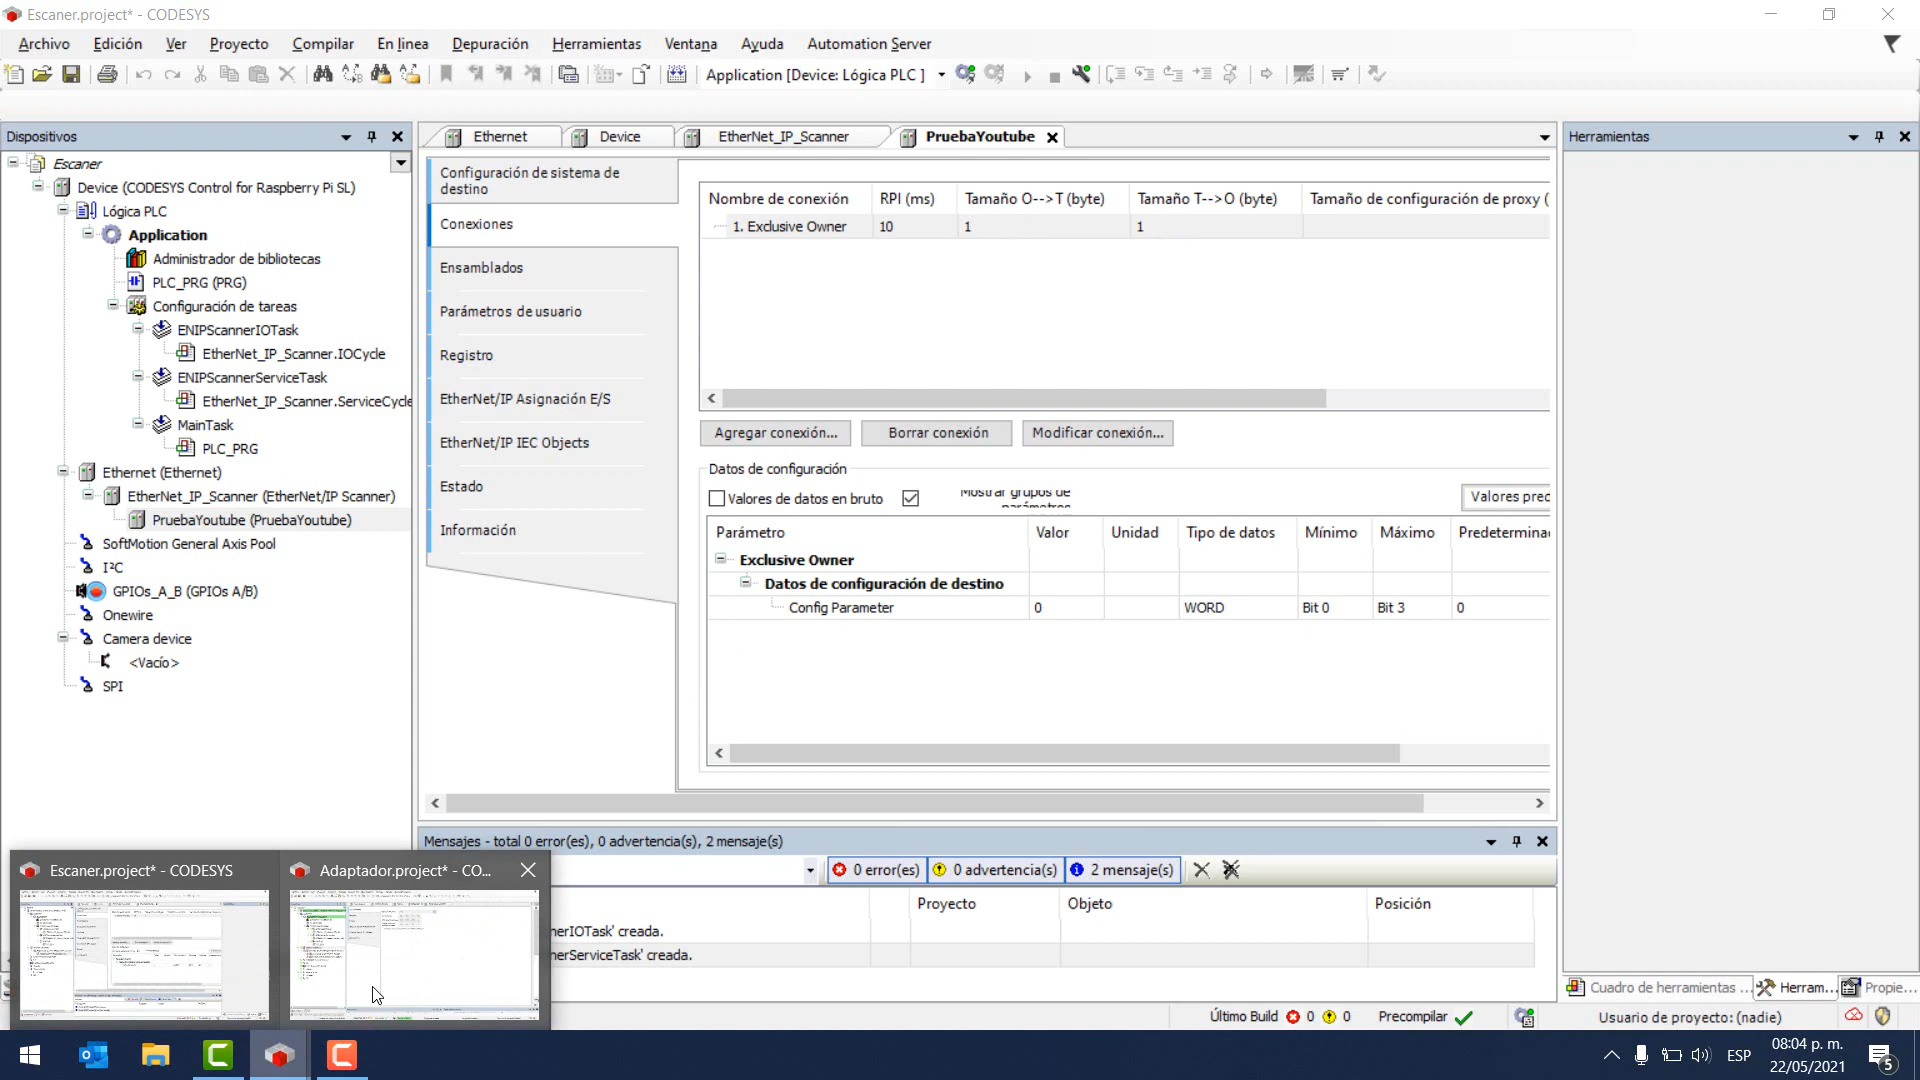 Escaner.project* - CODESYS
Archivo Edición Ver Proyecto Compilar En línea Depuración Herramientas Ventana Ayuda Automation Server
Application [Device: Lógica PLC ]
Dispositivos
Escaner
Device (CODESYS Control for Raspberry Pi SL)
Lógica PLC
Application
Administrador de bibliotecas
PLC_PRG (PRG)
Configuración de tareas
ENIPScannerIOTask
EtherNet_IP_Scanner.IOCycle
ENIPScannerServiceTask
EtherNet_IP_Scanner.ServiceCycle
MainTask
PLC_PRG
Ethernet (Ethernet)
EtherNet_IP_Scanner (EtherNet/IP Scanner)
PruebaYoutube (PruebaYoutube)
SoftMotion General Axis Pool
I²C
GPIOs_A_B (GPIOs A/B)
Onewire
Camera device
<Vacío>
SPI
Ethernet Device EtherNet_IP_Scanner PruebaYoutube
Configuración de sistema de
destino
Conexiones
Ensamblados
Parámetros de usuario
Registro
EtherNet/IP Asignación E/S
EtherNet/IP IEC Objects
Estado
Información
Nombre de conexión RPI (ms) Tamaño O-->T (byte) Tamaño T-->O (byte) Tamaño de configuración de proxy (
1. Exclusive Owner 10 1 1
Agregar conexión... Borrar conexión Modificar conexión...
Datos de configuración
Valores de datos en bruto Mostrar grupos de
parámetros
Valores pred
Parámetro Valor Unidad Tipo de datos Mínimo Máximo Predeterminad
Exclusive Owner
Datos de configuración de destino
Config Parameter 0 WORD Bit 0 Bit 3 0
Herramientas
Mensajes - total 0 error(es), 0 advertencia(s), 2 mensaje(s)
0 error(es) 0 advertencia(s) 2 mensaje(s)
Proyecto Objeto Posición
nerIOTask' creada.
nerServiceTask' creada.
Escaner.project* - CODESYS
Adaptador.project* - CO...
Cuadro de herramientas ... Herram... Propie...
Último Build 0 0 Precompilar Usuario de proyecto: (nadie)
ESP
08:04 p. m.
22/05/2021
5